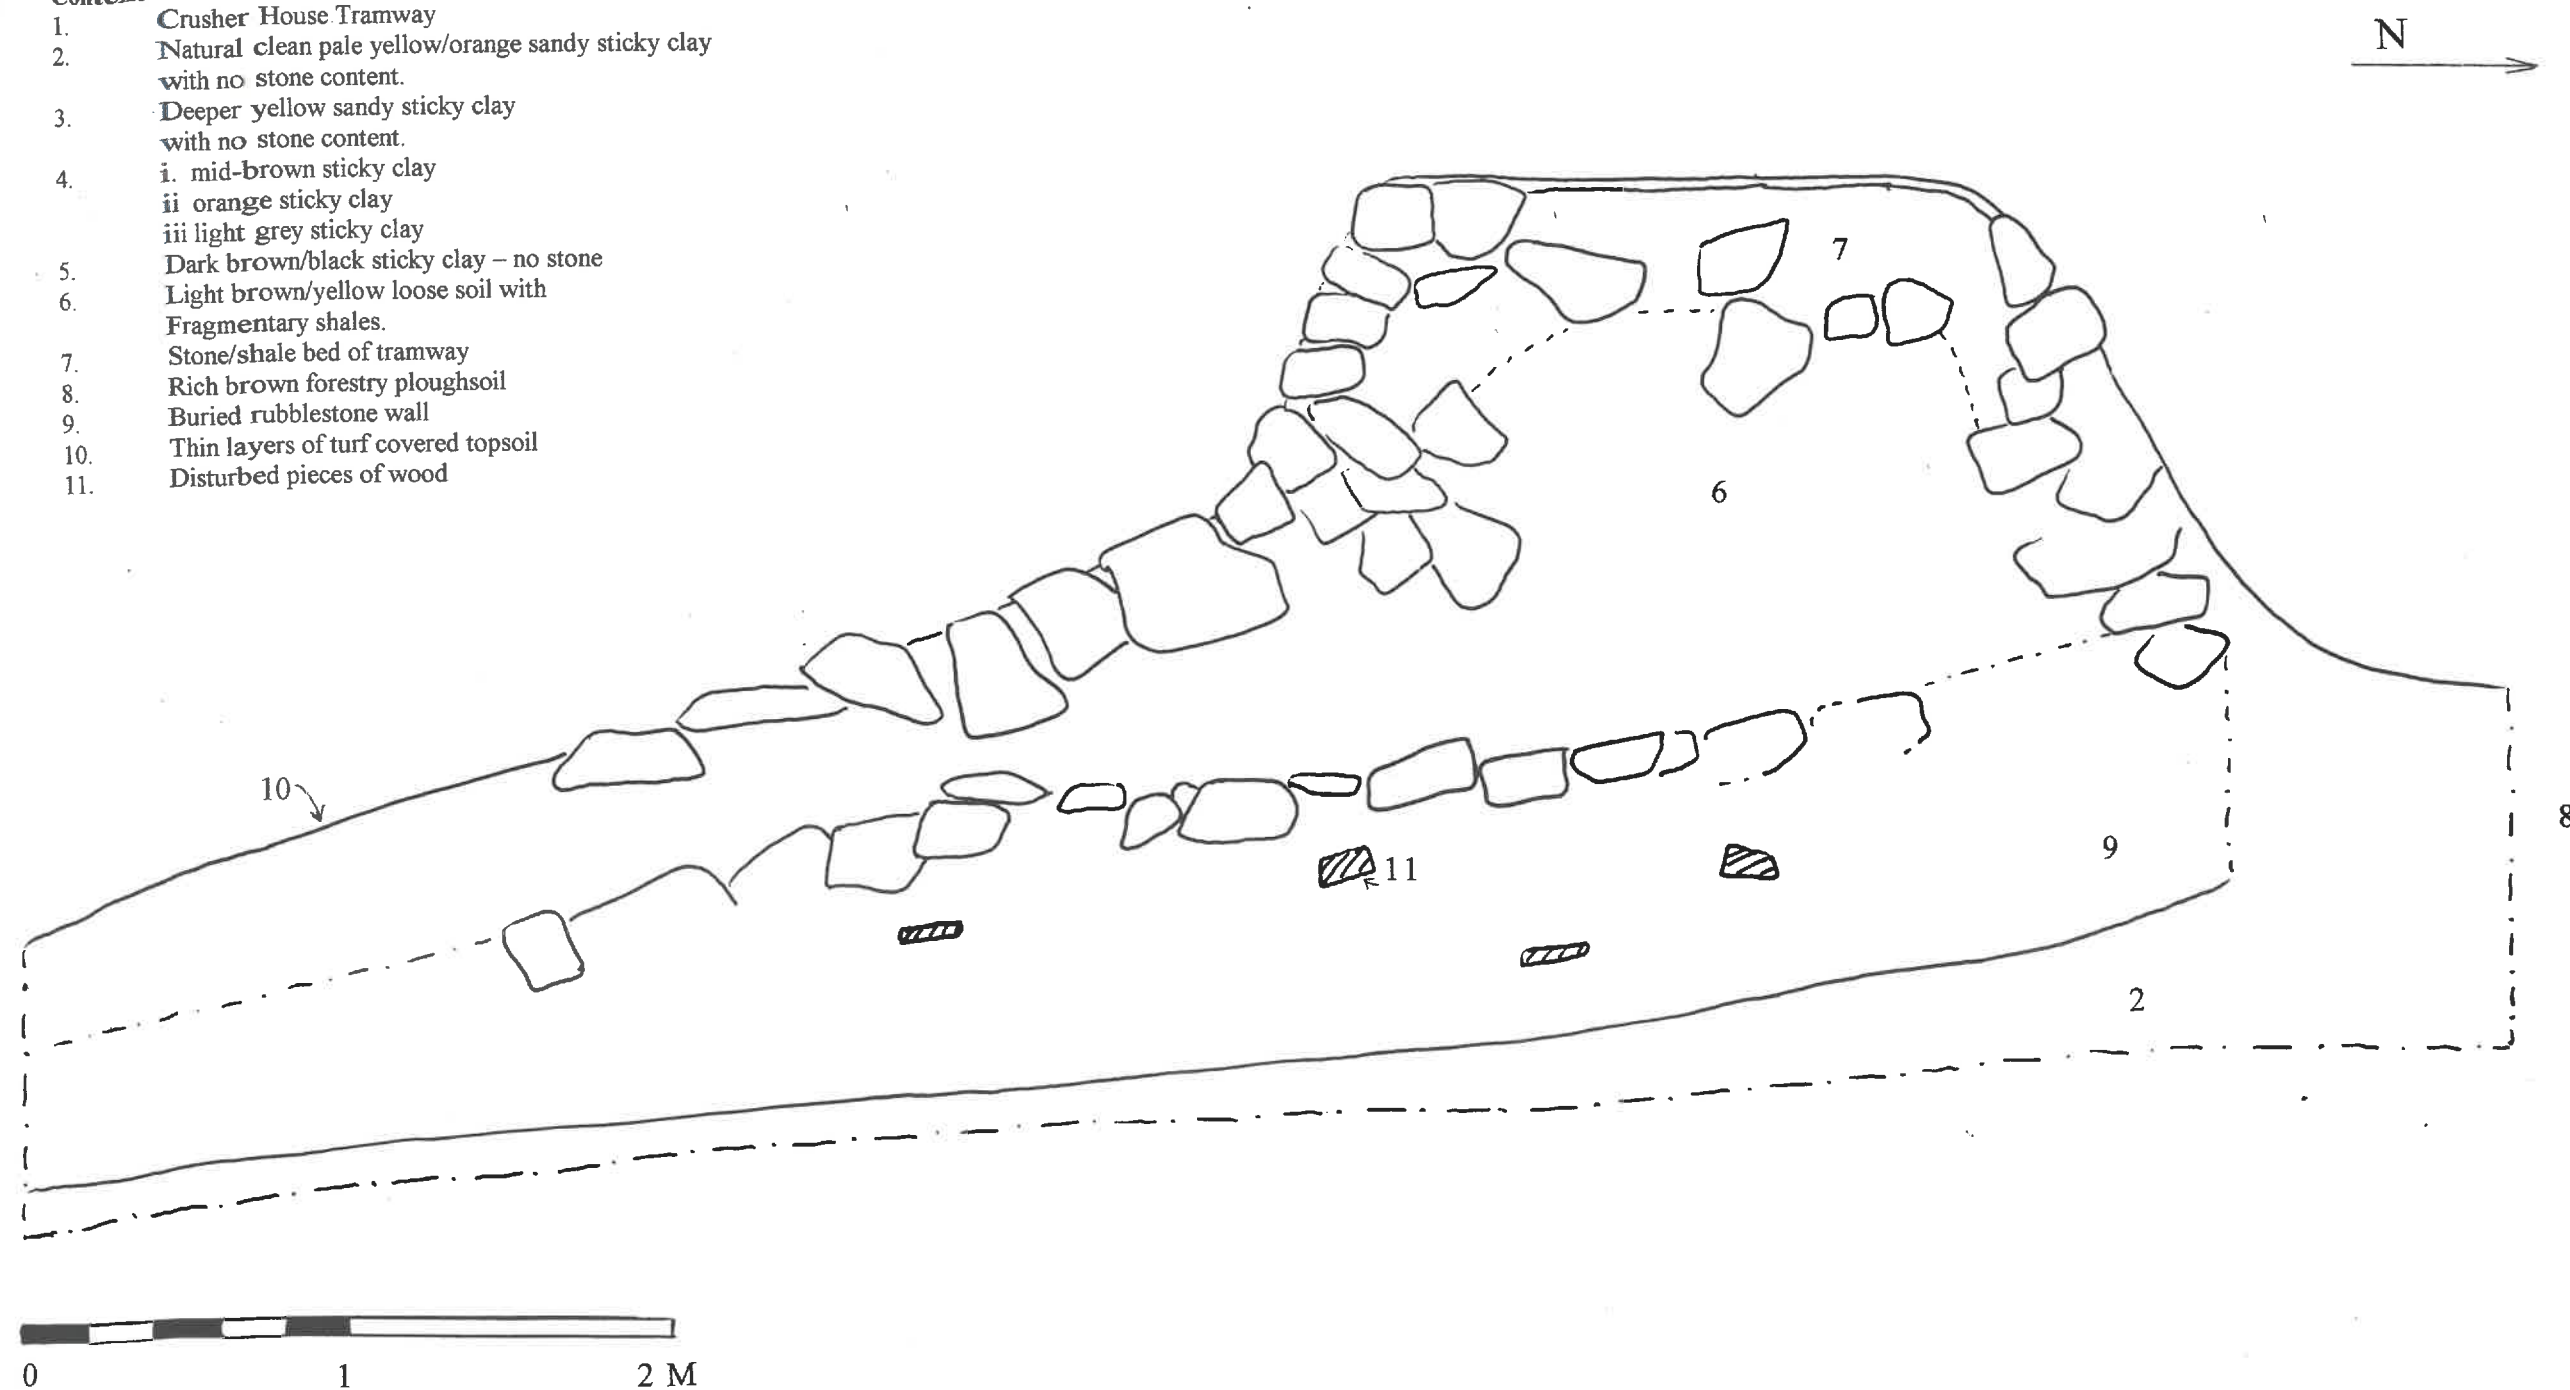 1. Crusher House Tramway
2. Natural clean pale yellow/orange sandy sticky clay
with no stone content.
3. Deeper yellow sandy sticky clay
with no stone content.
4. i. mid-brown sticky clay
ii orange sticky clay
iii light grey sticky clay
5. Dark brown/black sticky clay – no stone
6. Light brown/yellow loose soil with
Fragmentary shales.
7. Stone/shale bed of tramway
8. Rich brown forestry ploughsoil
9. Buried rubblestone wall
10. Thin layers of turf covered topsoil
11. Disturbed pieces of wood
N
7
6
10
8
11
9
2
0 1 2 M